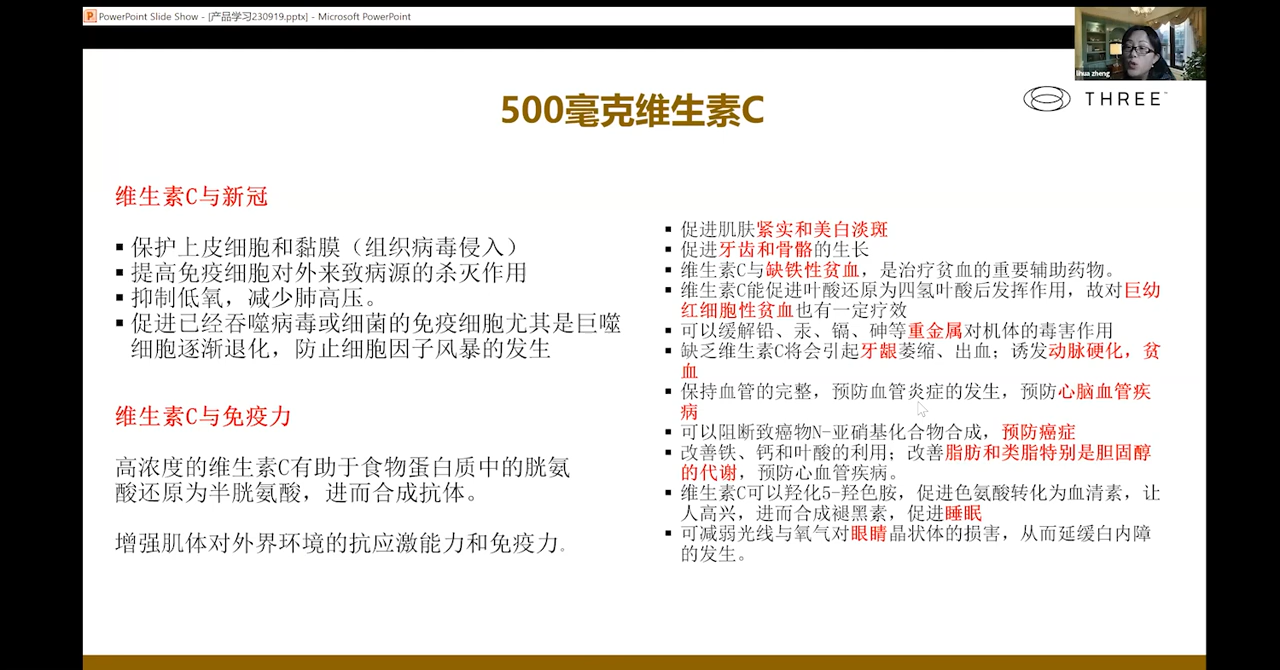 PowerPoint Slide Show - [产品学习230919.pptx] - Microsoft PowerPoint
lihua zheng
THREE
500毫克维生素C
维生素C与新冠
▪ 保护上皮细胞和黏膜（组织病毒侵入）
▪ 提高免疫细胞对外来致病源的杀灭作用
▪ 抑制低氧，减少肺高压。
▪ 促进已经吞噬病毒或细菌的免疫细胞尤其是巨噬
细胞逐渐退化，防止细胞因子风暴的发生
维生素C与免疫力
高浓度的维生素C有助于食物蛋白质中的胱氨
酸还原为半胱氨酸，进而合成抗体。
增强肌体对外界环境的抗应激能力和免疫力。
▪ 促进肌肤紧实和美白淡斑
▪ 促进牙齿和骨骼的生长
▪ 维生素C与缺铁性贫血，是治疗贫血的重要辅助药物。
▪ 维生素C能促进叶酸还原为四氢叶酸后发挥作用，故对巨幼
红细胞性贫血也有一定疗效
▪ 可以缓解铅、汞、镉、砷等重金属对机体的毒害作用
▪ 缺乏维生素C将会引起牙龈萎缩、出血；诱发动脉硬化，贫
血
▪ 保持血管的完整，预防血管炎症的发生，预防心脑血管疾
病
▪ 可以阻断致癌物N-亚硝基化合物合成，预防癌症
▪ 改善铁、钙和叶酸的利用；改善脂肪和类脂特别是胆固醇
的代谢，预防心血管疾病。
▪ 维生素C可以羟化5-羟色胺，促进色氨酸转化为血清素，让
人高兴，进而合成褪黑素，促进睡眠
▪ 可减弱光线与氧气对眼睛晶状体的损害，从而延缓白内障
的发生。